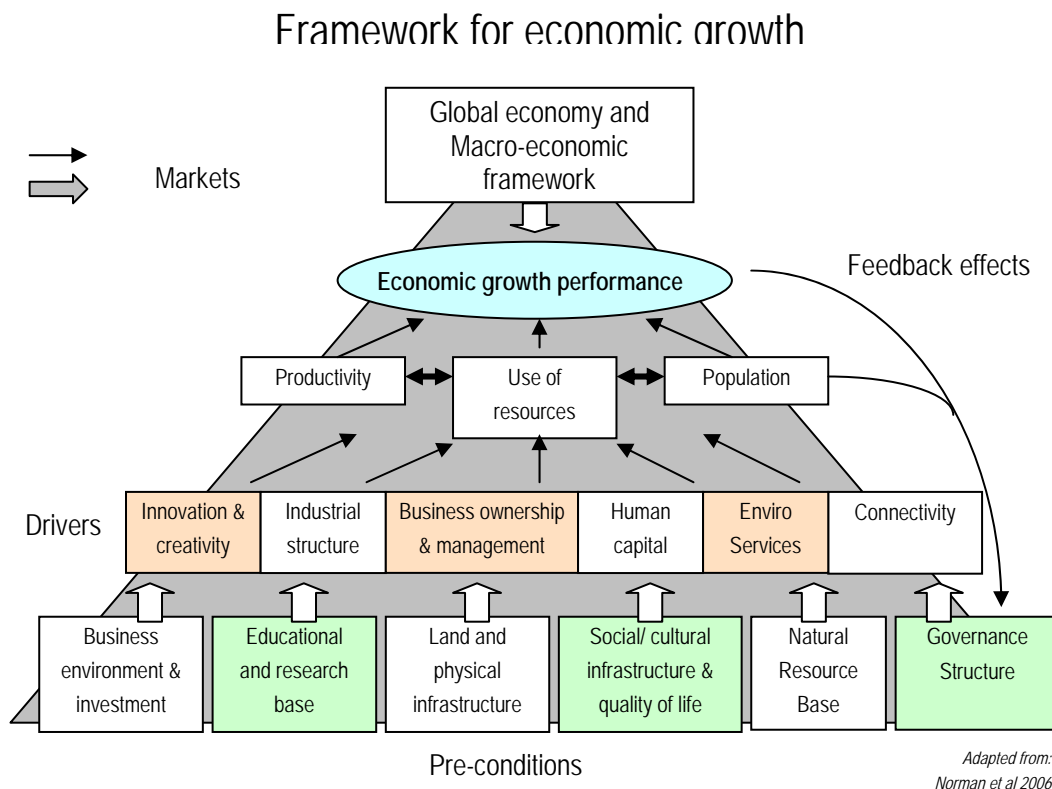 Framework for economic growth
Global economy and
Macro-economic
framework
Markets
Economic growth performance
Feedback effects
Productivity
Use of
resources
Population
Drivers
Innovation &
creativity
Industrial
structure
Business ownership
& management
Human
capital
Enviro
Services
Connectivity
Business
environment &
investment
Educational
and research
base
Land and
physical
infrastructure
Social/ cultural
infrastructure &
quality of life
Natural
Resource
Base
Governance
Structure
Pre-conditions
Adapted from:
Norman et al 2006